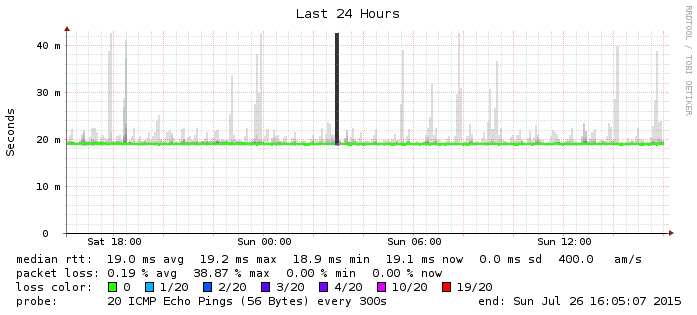 Last 24 Hours
RRDTOOL / TOBI OETIKER
Seconds
40 m
30 m
20 m
10 m
0
Sat 18:00 Sun 00:00 Sun 06:00 Sun 12:00
median rtt: 19.0 ms avg 19.2 ms max 18.9 ms min 19.1 ms now 0.0 ms sd 400.0 am/s
packet loss: 0.19 % avg 38.87 % max 0.00 % min 0.00 % now
loss color: 0 1/20 2/20 3/20 4/20 10/20 19/20
probe: 20 ICMP Echo Pings (56 Bytes) every 300s end: Sun Jul 26 16:05:07 2015